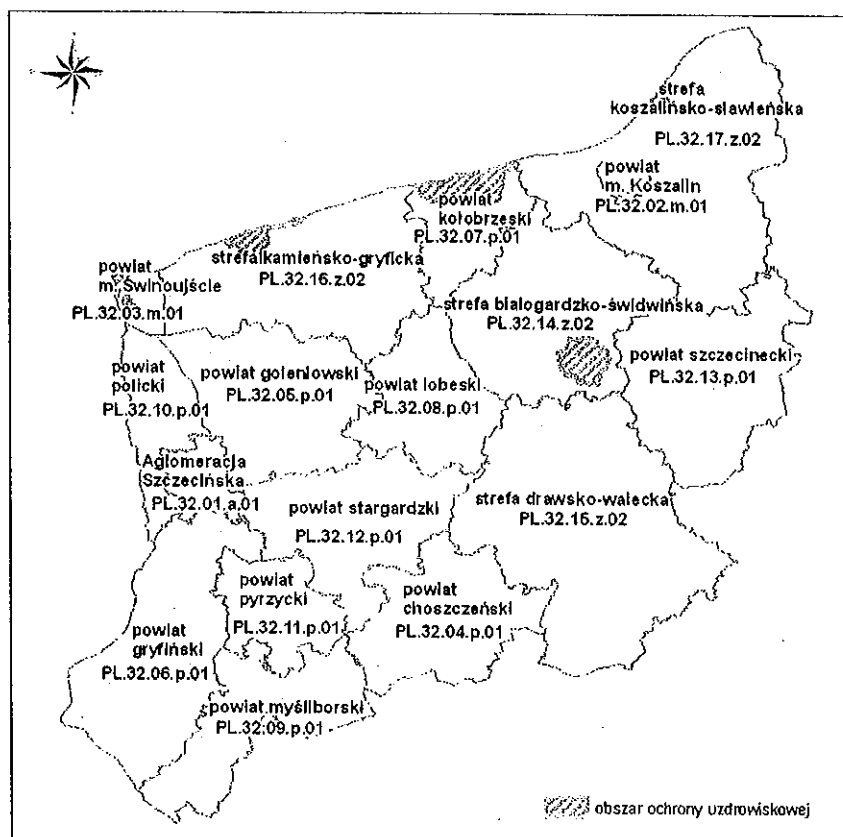 strefa
koszalińsko-sławieńska
PL.32.17.z.02
powiat
m. Koszalin
PL.32.02.m.01
powiat
kołobrzeski
PL.32.07.p.01
strefa kamieńsko-gryficka
PL.32.16.z.02
powiat
m. Świnoujście
PL.32.03.m.01
strefa białogardzko-świdwińska
PL.32.14.z.02
powiat szczecinecki
PL.32.13.p.01
powiat
policki
PL.32.10.p.01
powiat goleniowski
PL.32.05.p.01
powiat łobeski
PL.32.08.p.01
Aglomeracja
Szczecińska
PL.32.01.a.01
powiat stargardzki
PL.32.12.p.01
strefa drawsko-wałecka
PL.32.15.z.02
powiat
pyrzycki
PL.32.11.p.01
powiat
choszczeński
PL.32.04.p.01
powiat
gryfiński
PL.32.06.p.01
powiat myśliborski
PL.32.09.p.01
obszar ochrony uzdrowiskowej